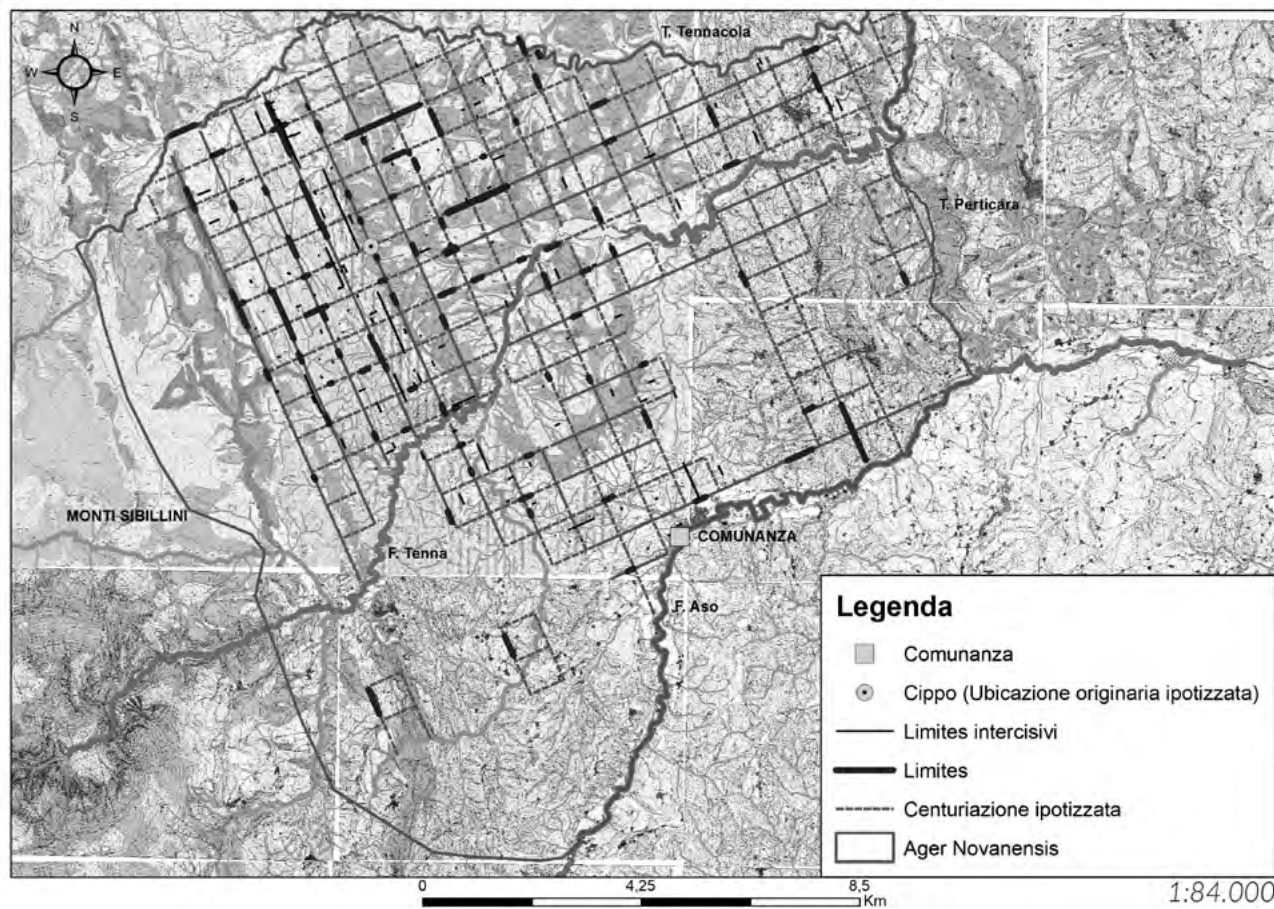 N
W
E
S
T. Tennacola
T. Perticara
MONTI SIBILLINI
F. Tenna
COMUNANZA
F. Aso
Legenda
Comunanza
Cippo (Ubicazione originaria ipotizzata)
Limites intercisivi
Limites
Centuriazione ipotizzata
Ager Novanensis
0 4,25 8,5
Km
1:84.000